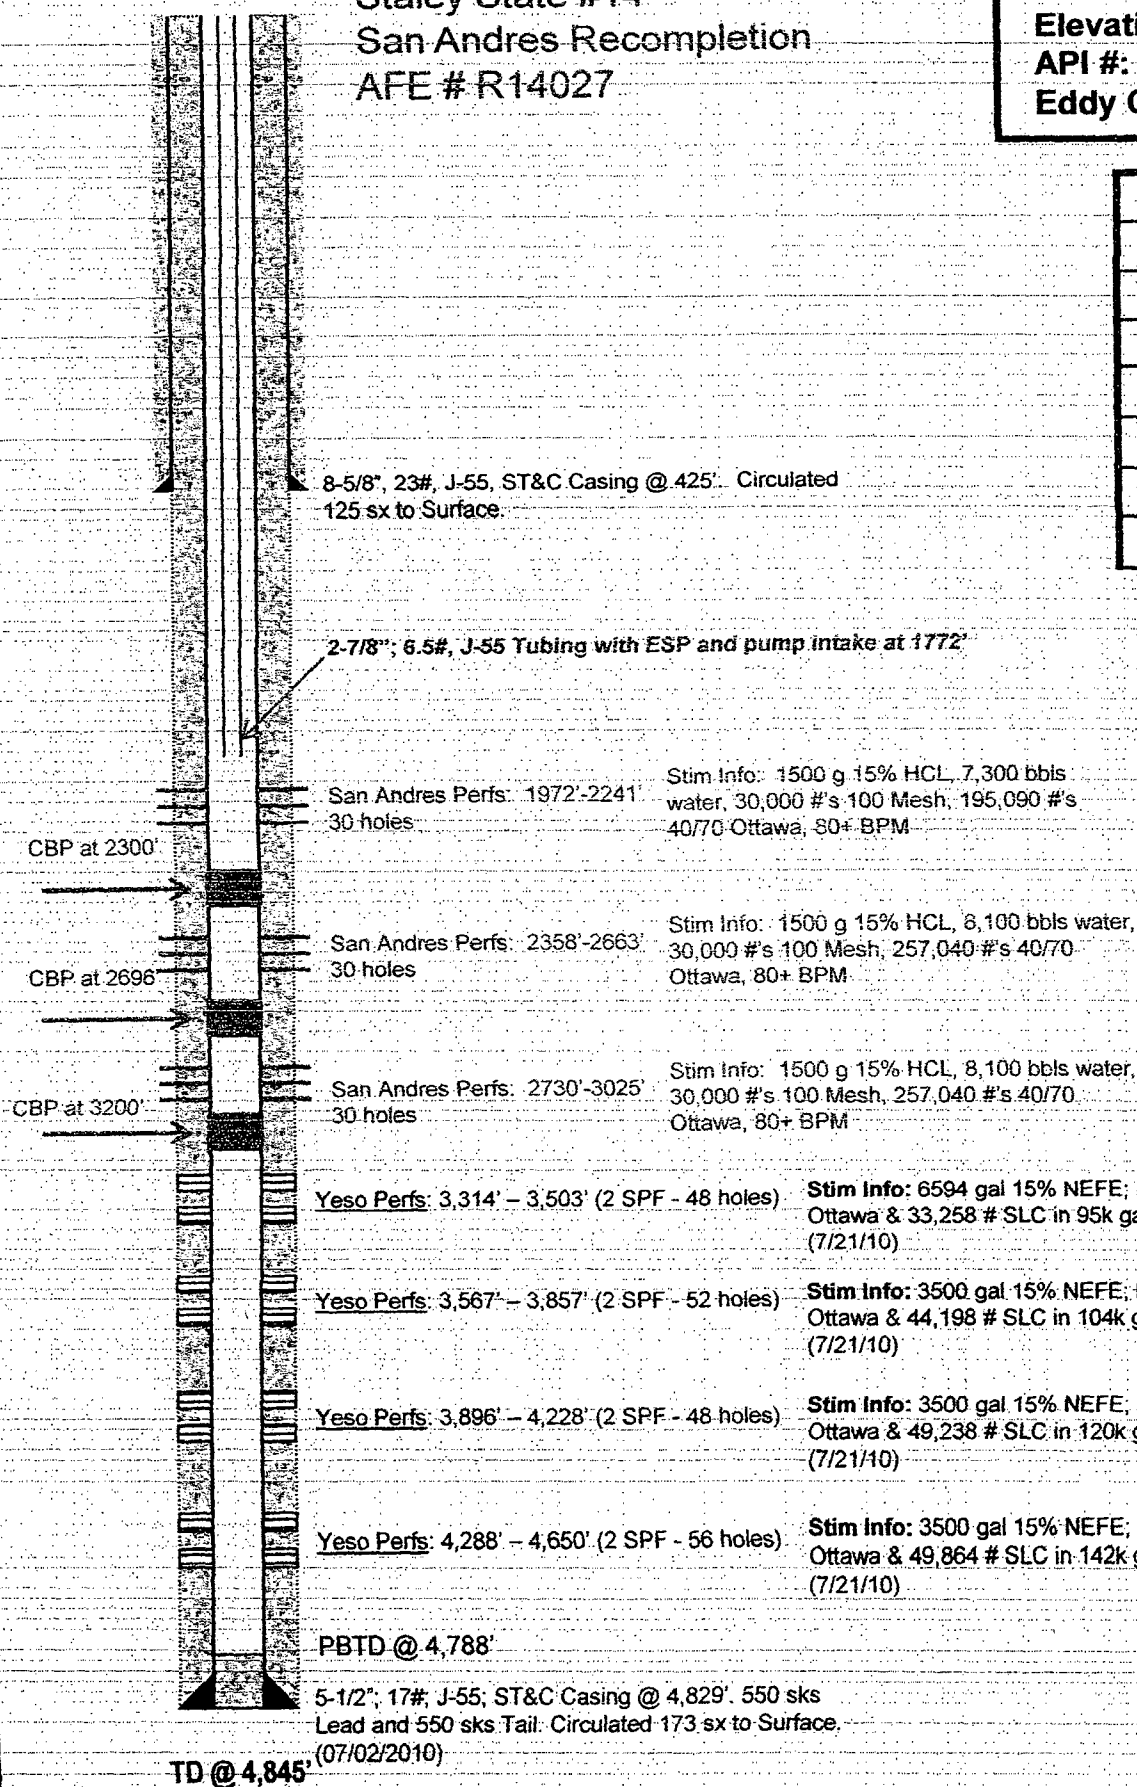 Staley State #14
San Andres Recompletion
AFE # R14027
Elevati
API #:
Eddy C
8-5/8", 23#, J-55, ST&C Casing @ 425'. Circulated
125 sx to Surface.
2-7/8"; 6.5#, J-55 Tubing with ESP and pump intake at 1772'
San Andres Perfs: 1972'-2241'
30 holes
Stim Info: 1500 g 15% HCL, 7,300 bbls
water, 30,000 #'s 100 Mesh, 195,090 #'s
40/70 Ottawa, 80+ BPM
CBP at 2300'
San Andres Perfs: 2358'-2663'
30 holes
Stim Info: 1500 g 15% HCL, 8,100 bbls water,
30,000 #'s 100 Mesh, 257,040 #'s 40/70
Ottawa, 80+ BPM
CBP at 2696'
San Andres Perfs: 2730'-3025'
30 holes
Stim Info: 1500 g 15% HCL, 8,100 bbls water,
30,000 #'s 100 Mesh, 257,040 #'s 40/70
Ottawa, 80+ BPM
CBP at 3200'
Yeso Perfs: 3,314' – 3,503' (2 SPF - 48 holes)
Stim Info: 6594 gal 15% NEFE;
Ottawa & 33,258 # SLC in 95k ga
(7/21/10)
Yeso Perfs: 3,567' – 3,857' (2 SPF - 52 holes)
Stim Info: 3500 gal 15% NEFE;
Ottawa & 44,198 # SLC in 104k g
(7/21/10)
Yeso Perfs: 3,896' – 4,228' (2 SPF - 48 holes)
Stim Info: 3500 gal 15% NEFE;
Ottawa & 49,238 # SLC in 120k g
(7/21/10)
Yeso Perfs: 4,288' – 4,650' (2 SPF - 56 holes)
Stim Info: 3500 gal 15% NEFE;
Ottawa & 49,864 # SLC in 142k g
(7/21/10)
PBTD @ 4,788'
5-1/2"; 17#; J-55; ST&C Casing @ 4,829'. 550 sks
Lead and 550 sks Tail. Circulated 173 sx to Surface.
(07/02/2010)
TD @ 4,845'